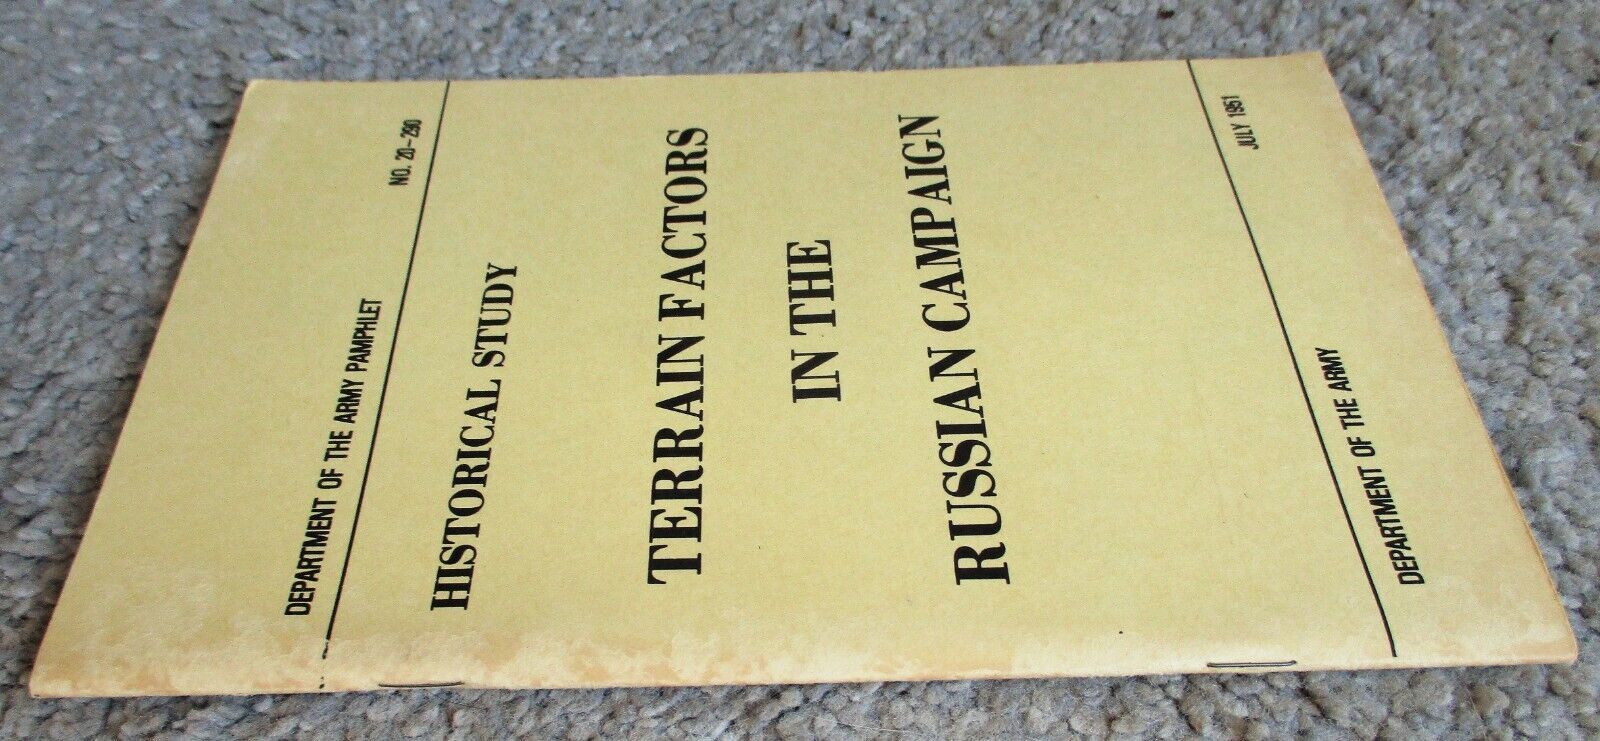 DEPARTMENT OF THE ARMY PAMPHLET NO. 20-290
HISTORICAL STUDY
TERRAIN FACTORS
IN THE
RUSSIAN CAMPAIGN
DEPARTMENT OF THE ARMY JULY 1951